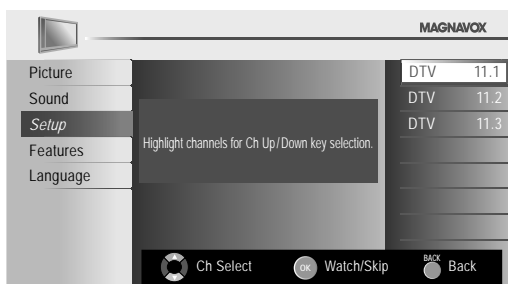 MAGNAVOX
Picture
Sound
Setup
Features
Language
Highlight channels for Ch Up/Down key selection.
DTV 11.1
DTV 11.2
DTV 11.3
Ch Select
OK Watch/Skip
BACK Back